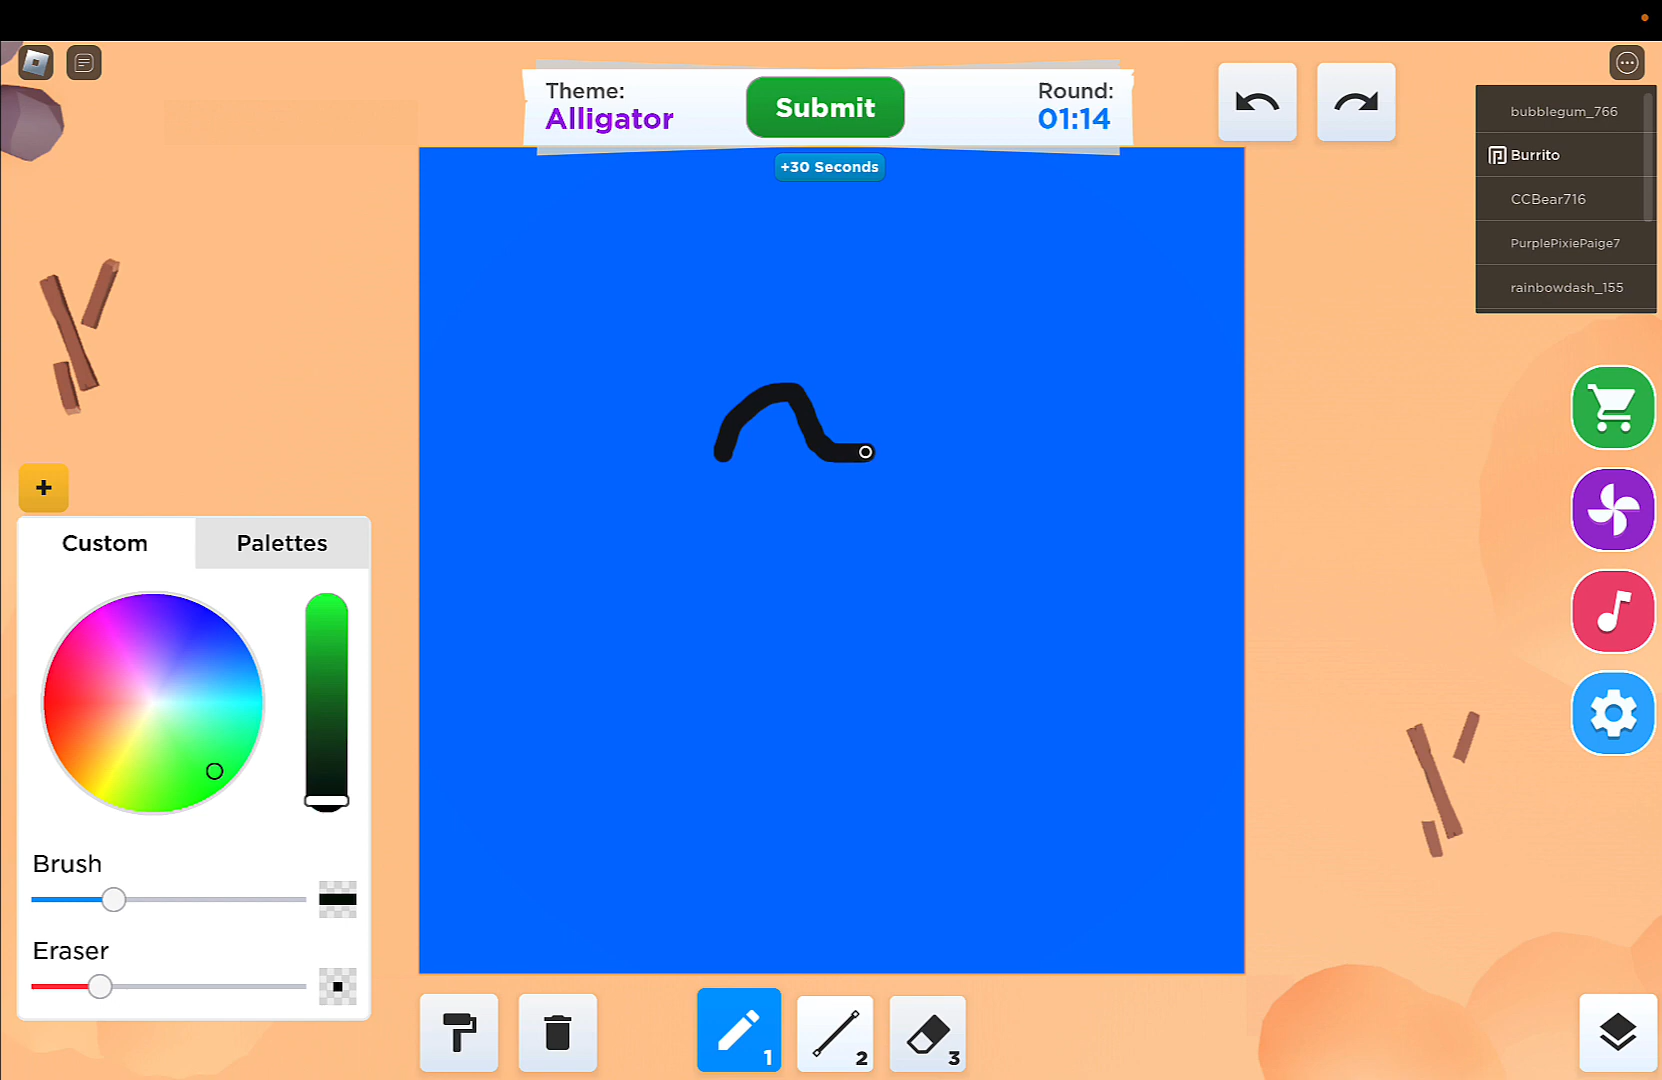 Theme:
Alligator
Submit
Round:
01:14
+30 Seconds
bubblegum_766
Burrito
CCBear716
PurplePixiePaige7
rainbowdash_155
+
Custom
Palettes
Brush
Eraser
1
2
3